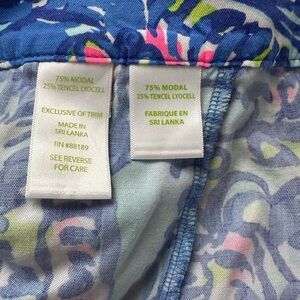 75% MODAL
25% TENCEL LYOCELL
EXCLUSIVE OF TRIM
MADE IN
SRI LANKA
RN #88189
SEE REVERSE
FOR CARE
75% MODAL
25% TENCEL LYOCELL
FABRIQUE EN
SRI LANKA